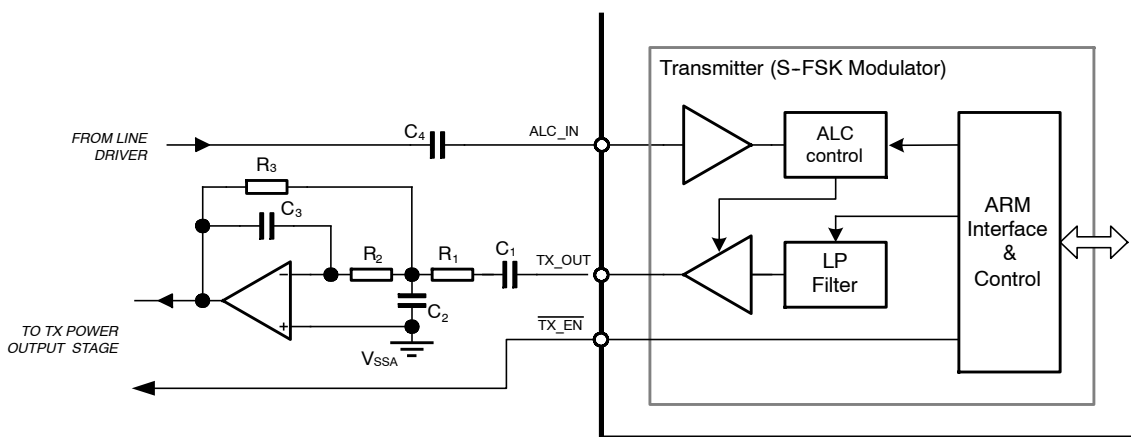 Transmitter (S-FSK Modulator)
FROM LINE
DRIVER
C4
ALC_IN
ALC
control
R3
C3
R2
R1
C1
TX_OUT
LP
Filter
ARM
Interface
&
Control
−
+
C2
TX_EN
TO TX POWER
OUTPUT STAGE
VSSA